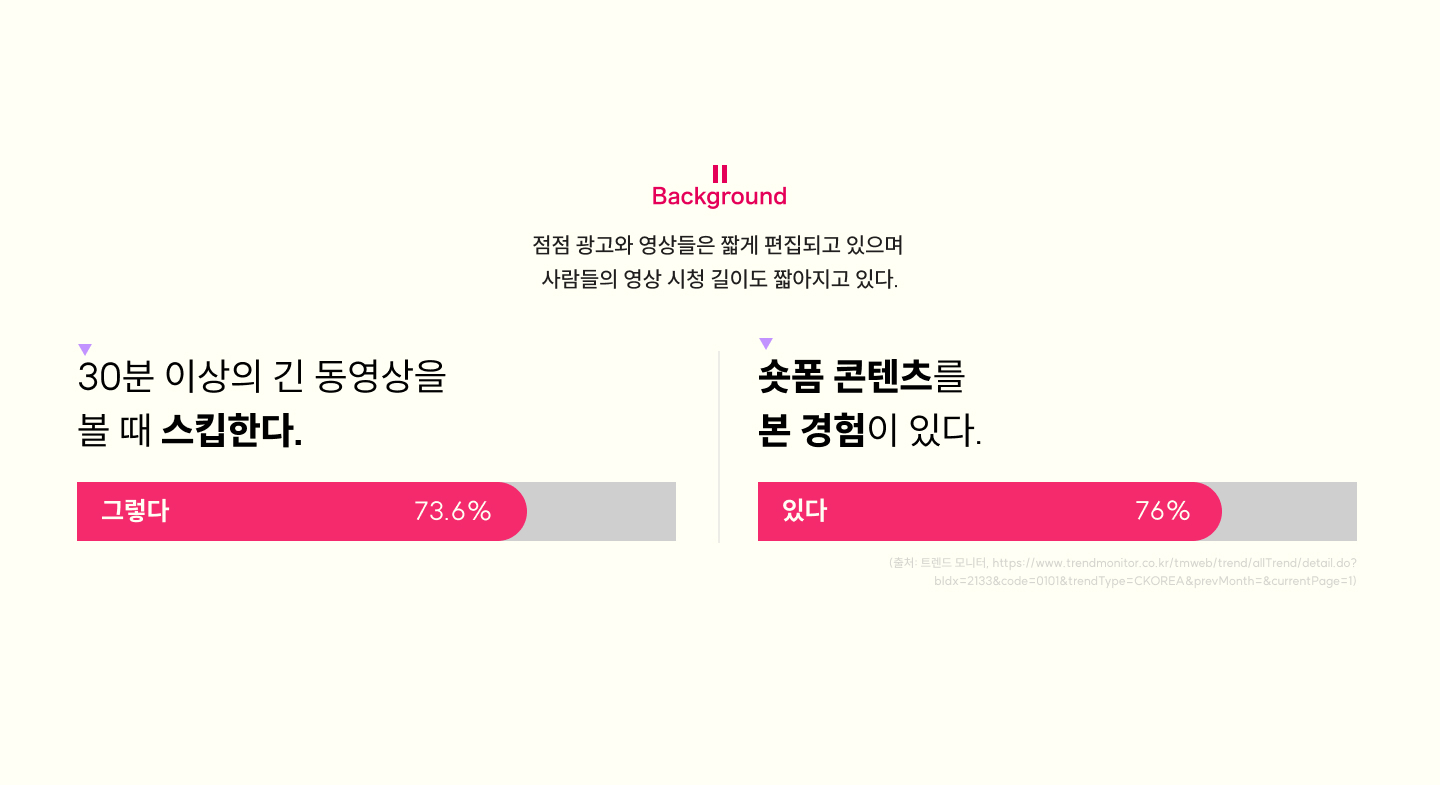 Background
점점 광고와 영상들은 짧게 편집되고 있으며
사람들의 영상 시청 길이도 짧아지고 있다.
30분 이상의 긴 동영상을
볼 때 스킵한다.
그렇다 73.6%
숏폼 콘텐츠를
본 경험이 있다.
있다 76%
(출처: 트렌드 모니터, https://www.trendmonitor.co.kr/tmweb/trend/allTrend/detail.do?
bIdx=2133&code=0101&trendType=CKOREA&prevMonth=&currentPage=1)